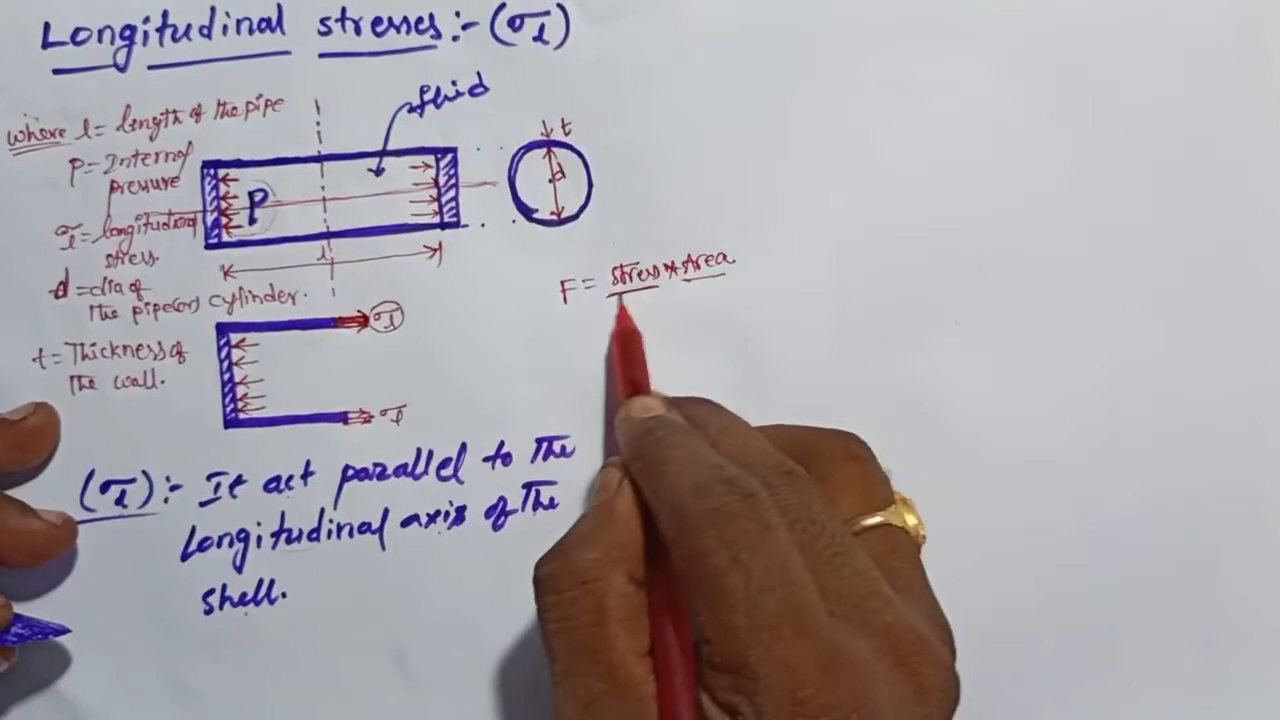 Longitudinal stresses:- (σl)
where l = length of the pipe
P = Internal
pressure
σl = longitudinal
stress.
d = dia of
the pipe (or) cylinder.
t = Thickness of
the wall.
fluid
P
l
t
d
F = stress * Area
σl
σl
(σl) :- It act parallel to the
longitudinal axis of the
shell.